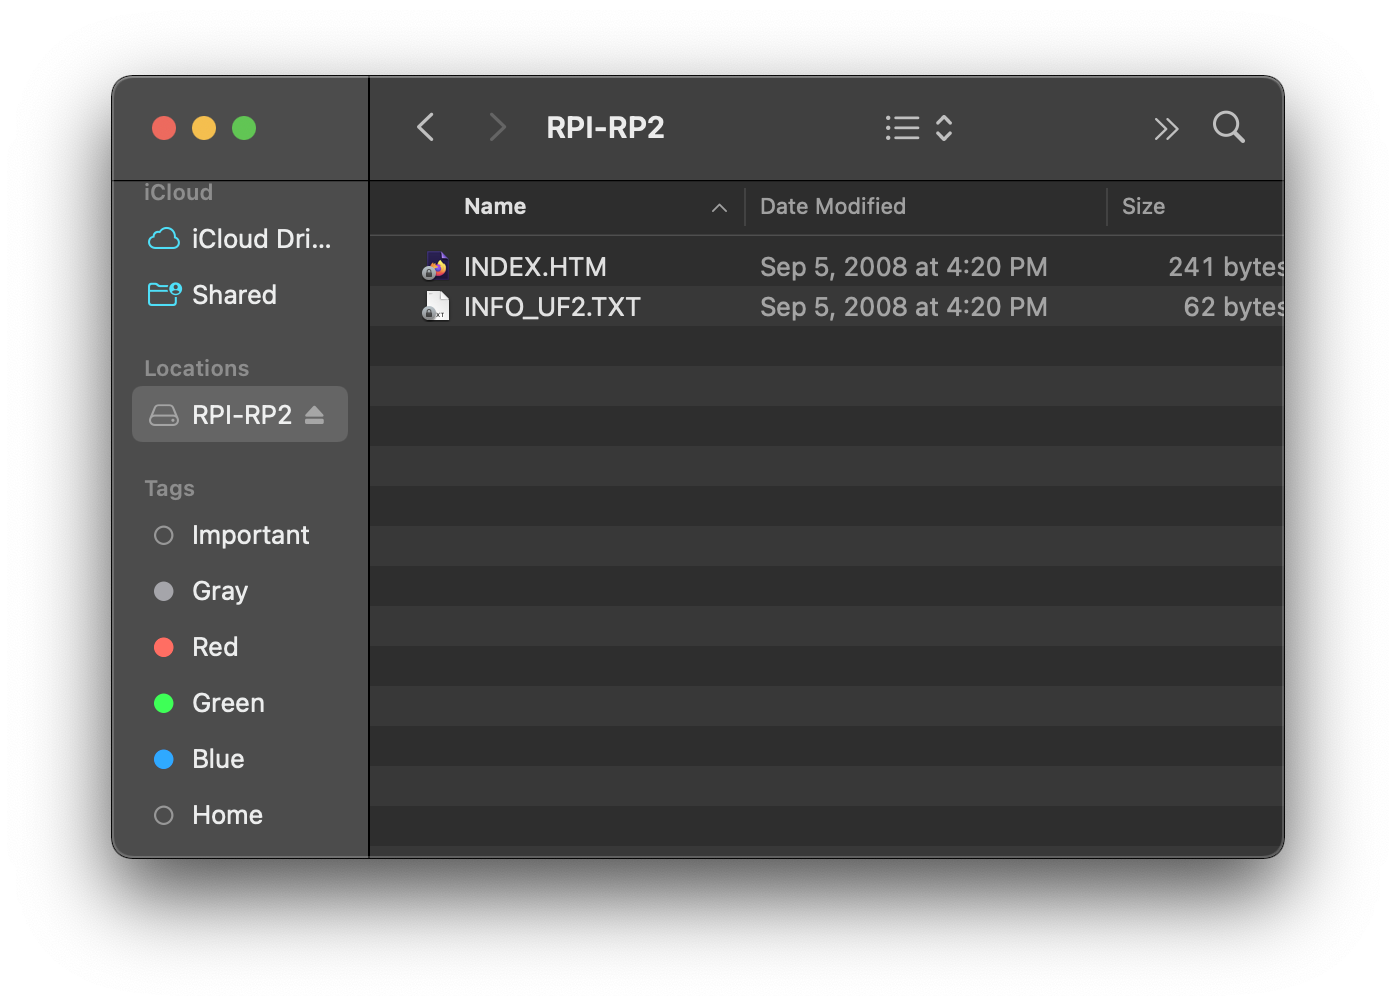 RPI-RP2
iCloud
iCloud Dri...
Shared
Locations
RPI-RP2
Tags
Important
Gray
Red
Green
Blue
Home
Name Date Modified Size
INDEX.HTM Sep 5, 2008 at 4:20 PM 241 bytes
INFO_UF2.TXT Sep 5, 2008 at 4:20 PM 62 bytes